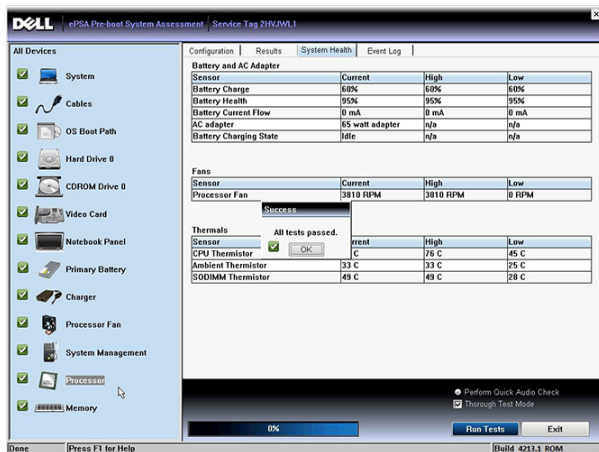 DELL ePSA Pre-boot System Assessment Service Tag 2HVJWL1
All Devices
System
Cables
OS Boot Path
Hard Drive 0
CDROM Drive 0
Video Card
Notebook Panel
Primary Battery
Charger
Processor Fan
System Management
Processor
Memory
Configuration Results System Health Event Log
Battery and AC Adapter
Sensor Current High Low
Battery Charge 60% 60% 60%
Battery Health 95% 95% 95%
Battery Current Flow 0 mA 0 mA 0 mA
AC adapter 65 watt adapter n/a n/a
Battery Charging State Idle n/a n/a
Fans
Sensor Current High Low
Processor Fan 3810 RPM 3810 RPM 0 RPM
Success
All tests passed.
OK
Thermals
Sensor rrent High Low
CPU Thermistor C 76 C 45 C
Ambient Thermistor 33 C 33 C 25 C
SODIMM Thermistor 49 C 49 C 28 C
Perform Quick Audio Check
Thorough Test Mode
0% Run Tests Exit
Done Press F1 for Help Build 4213.1 ROM